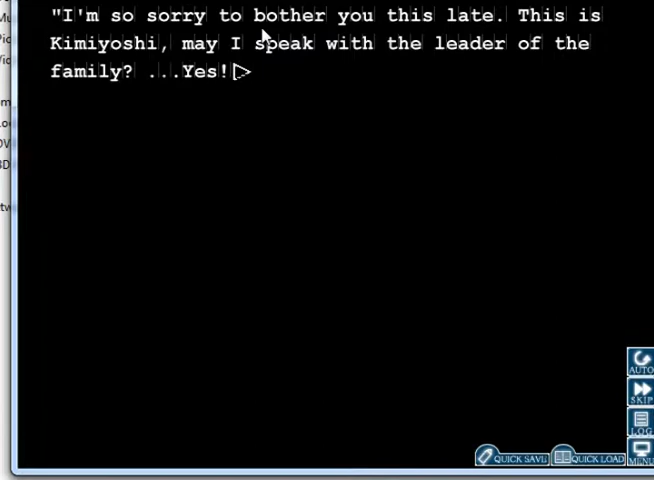 "I'm so sorry to bother you this late. This is
Kimiyoshi, may I speak with the leader of the
family? ...Yes!
AUTO
SKIP
LOG
MENU
QUICK SAVE
QUICK LOAD